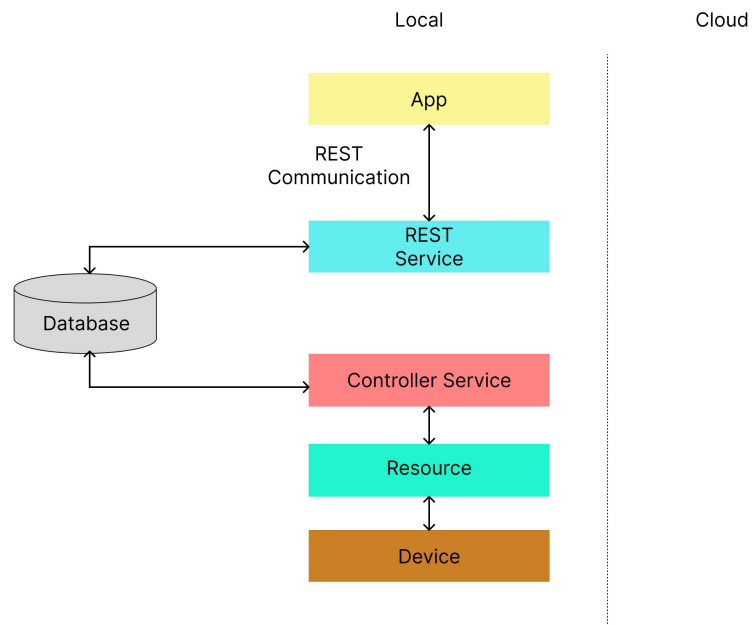 Local
Cloud
App
REST
Communication
REST
Service
Database
Controller Service
Resource
Device